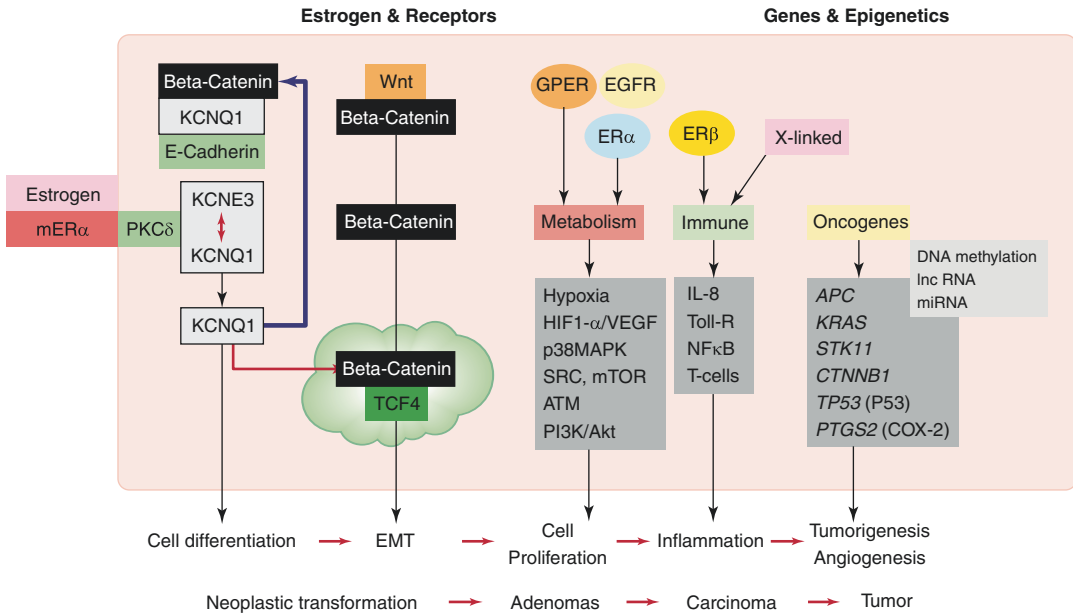 Estrogen & Receptors
Genes & Epigenetics
Beta-Catenin
KCNQ1
E-Cadherin
Estrogen
mERα
PKCδ
KCNE3
KCNQ1
KCNQ1
Wnt
Beta-Catenin
Beta-Catenin
Beta-Catenin
TCF4
GPER
EGFR
ERα
ERβ
X-linked
Metabolism
Immune
Oncogenes
DNA methylation
lnc RNA
miRNA
Hypoxia
HIF1-α/VEGF
p38MAPK
SRC, mTOR
ATM
PI3K/Akt
IL-8
Toll-R
NFκB
T-cells
APC
KRAS
STK11
CTNNB1
TP53 (P53)
PTGS2 (COX-2)
Cell differentiation
EMT
Cell
Proliferation
Inflammation
Tumorigenesis
Angiogenesis
Neoplastic transformation
Adenomas
Carcinoma
Tumor